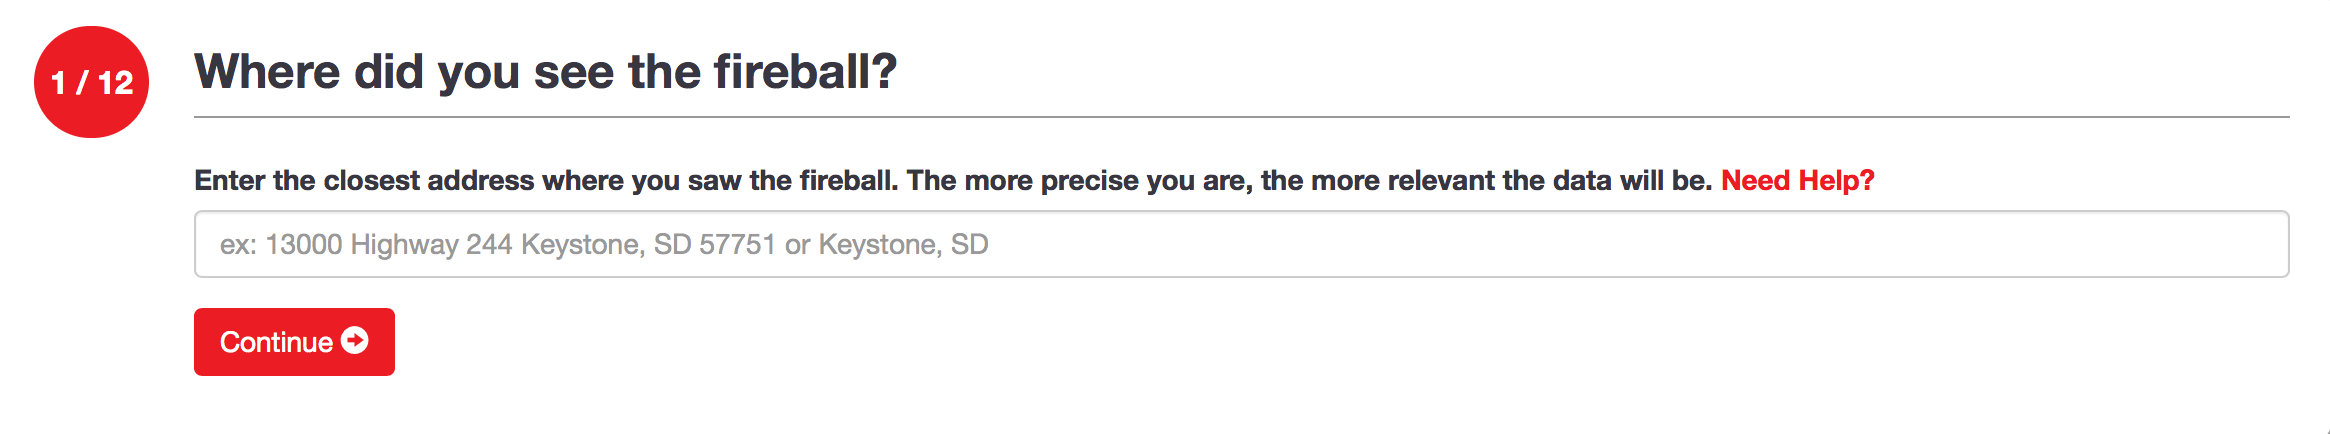 1 / 12
Where did you see the fireball?
Enter the closest address where you saw the fireball. The more precise you are, the more relevant the data will be. Need Help?
ex: 13000 Highway 244 Keystone, SD 57751 or Keystone, SD
Continue